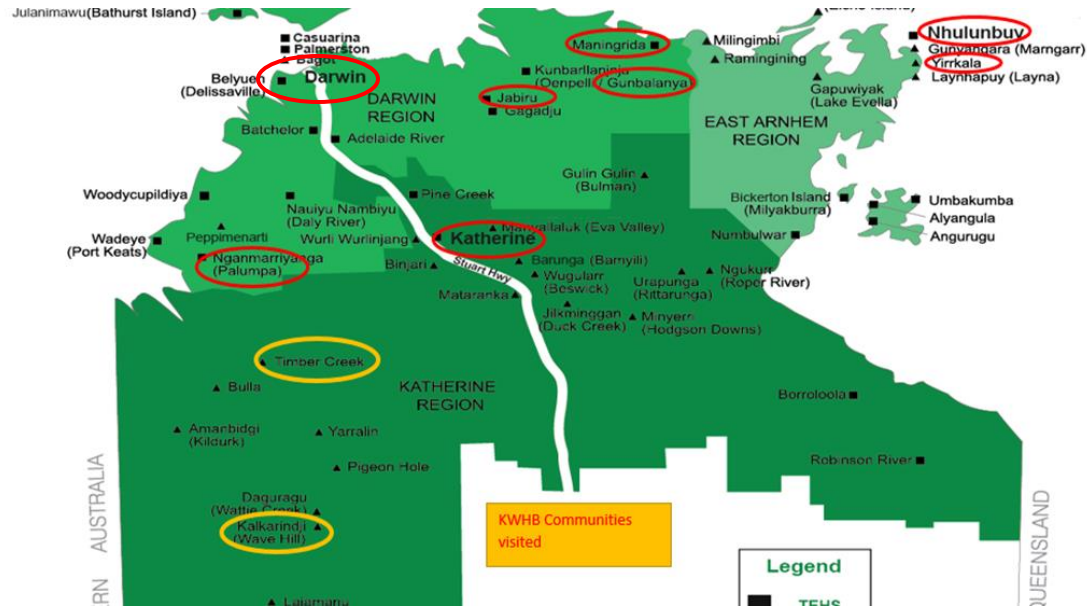 Julanimawu(Bathurst Island)
Casuarina
Palmerston
Bagot
Darwin
Belyuen
(Delissaville)
DARWIN
REGION
Batchelor
Adelaide River
Maningrida
Kunbarllaninja
(Oenpelli / Gunbalanya)
Jabiru
Gagadju
Milingimbi
Ramingining
Nhulunbuy
Gunyangara (Marngarr)
Yirrkala
Laynhapuy (Layna)
Gapuwiyak
(Lake Evella)
EAST ARNHEM
REGION
Woodycupildiya
Nauiyu Nambiyu
(Daly River)
Pine Creek
Gulin Gulin
(Bulman)
Bickerton Island
(Milyakburra)
Umbakumba
Alyangula
Angurugu
Numbulwar
Wadeye
(Port Keats)
Peppimenarti
Wurli Wurlinjang
Katherine
Manwallaluk (Eva Valley)
Nganmarriyanga
(Palumpa)
Binjari
Stuart Hwy
Barunga (Bamyili)
Wugularr
(Beswick)
Urapunga
(Rittarunga)
Ngukurr
(Roper River)
Mataranka
Jilkminggan
(Duck Creek)
Minyerri
(Hodgson Downs)
Timber Creek
Bulla
KATHERINE
REGION
Borroloola
Amanbidgi
(Kildurk)
Yarralin
Pigeon Hole
Robinson River
Daguragu
(Wattie Creek)
Kalkarindji
(Wave Hill)
KWHB Communities
visited
Lajamanu
AUSTRALIA
QUEENSLAND
Legend
TEHS